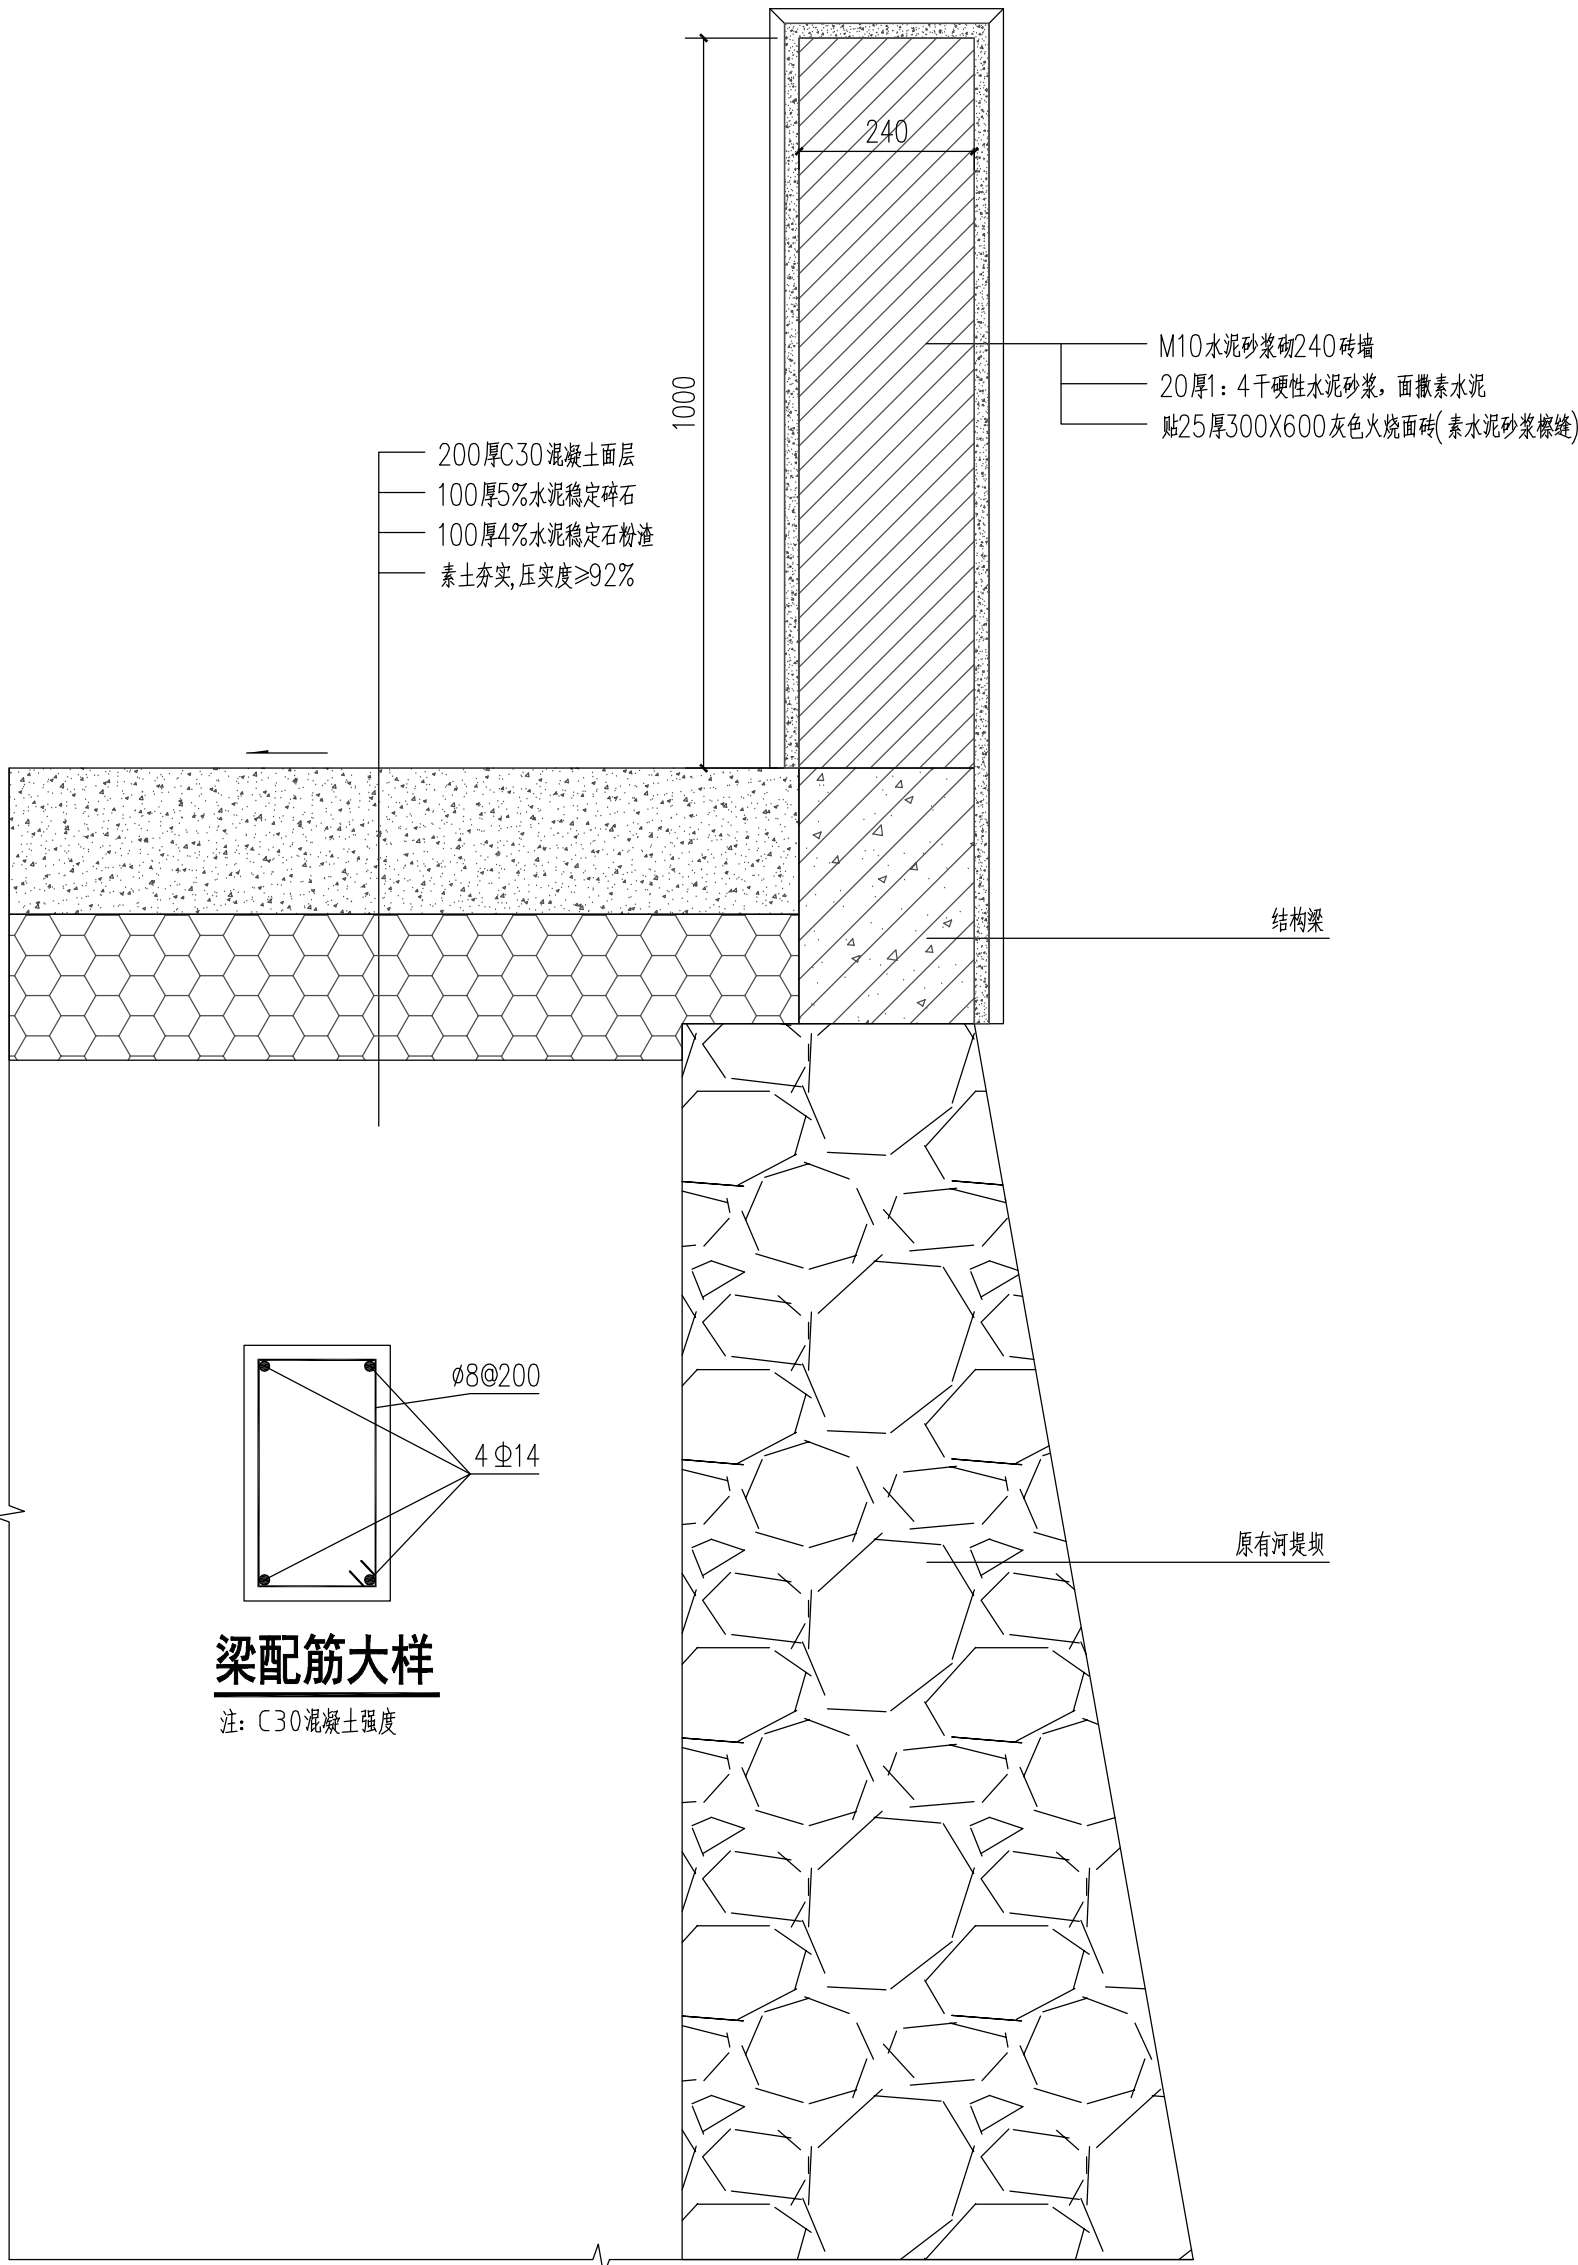 240
1000
M10水泥砂浆砌240砖墙
20厚1：4干硬性水泥砂浆，面撒素水泥
贴25厚300X600灰色火烧面砖(素水泥砂浆檫缝)
200厚C30混凝土面层
100厚5%水泥稳定碎石
100厚4%水泥稳定石粉渣
素土夯实,压实度≥92%
结构梁
ø8@200
4Φ14
原有河堤坝
梁配筋大样
注：C30混凝土强度